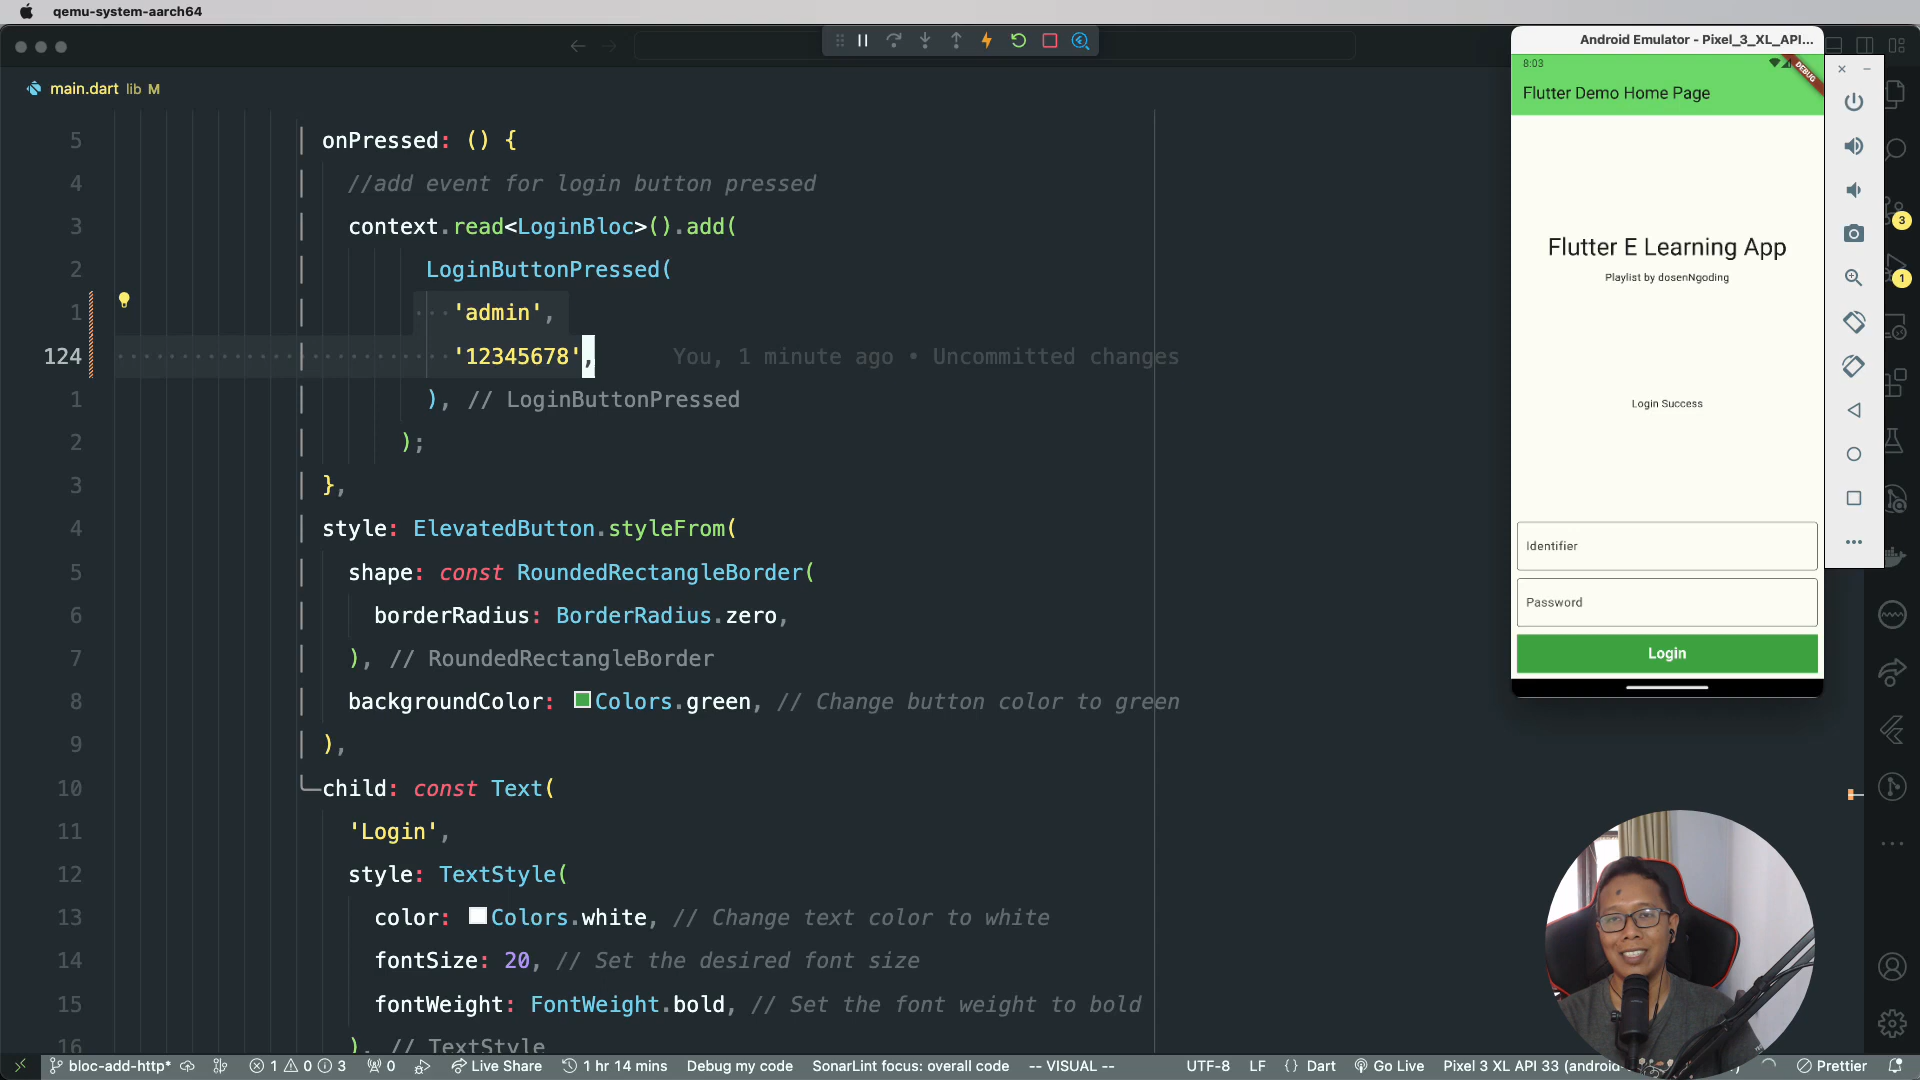 qemu-system-aarch64
main.dart lib M
5 onPressed: () {
4 //add event for login button pressed
3 context.read<LoginBloc>().add(
2 LoginButtonPressed(
1 'admin',
124 '12345678', You, 1 minute ago • Uncommitted changes
1 ), // LoginButtonPressed
2 );
3 },
4 style: ElevatedButton.styleFrom(
5 shape: const RoundedRectangleBorder(
6 borderRadius: BorderRadius.zero,
7 ), // RoundedRectangleBorder
8 backgroundColor: Colors.green, // Change button color to green
9 ),
10 child: const Text(
11 'Login',
12 style: TextStyle(
13 color: Colors.white, // Change text color to white
14 fontSize: 20, // Set the desired font size
15 fontWeight: FontWeight.bold, // Set the font weight to bold
16 ), // TextStyle
Android Emulator - Pixel_3_XL_API...
8:03
DEBUG
Flutter Demo Home Page
Flutter E Learning App
Playlist by dosenNgoding
Login Success
Identifier
Password
Login
3
1
bloc-add-http* 1 0 3 0 Live Share 1 hr 14 mins Debug my code SonarLint focus: overall code -- VISUAL -- UTF-8 LF {} Dart Go Live Pixel 3 XL API 33 (android- Prettier